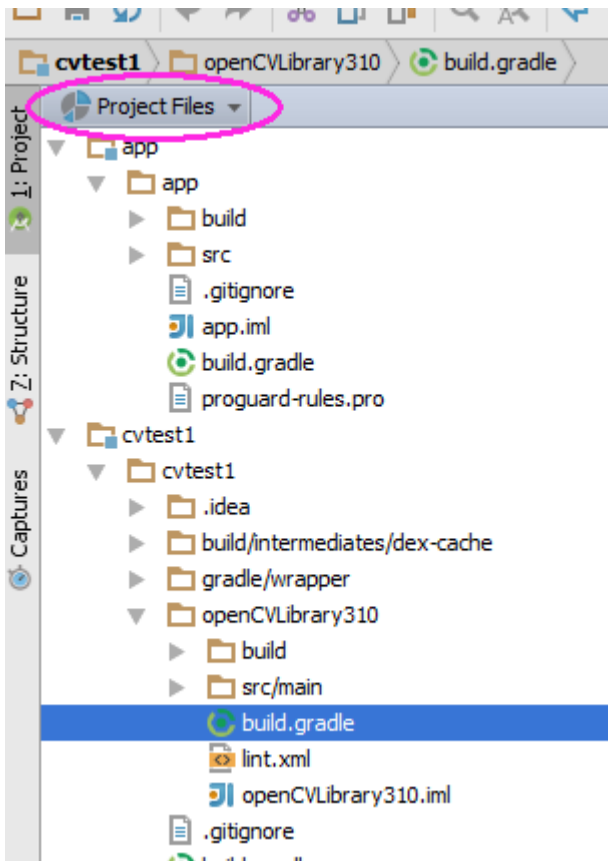 cvtest1 openCVLibrary310 build.gradle
Project Files
1: Project
7: Structure
Captures
app
app
build
src
.gitignore
app.iml
build.gradle
proguard-rules.pro
cvtest1
cvtest1
.idea
build/intermediates/dex-cache
gradle/wrapper
openCVLibrary310
build
src/main
build.gradle
lint.xml
openCVLibrary310.iml
.gitignore